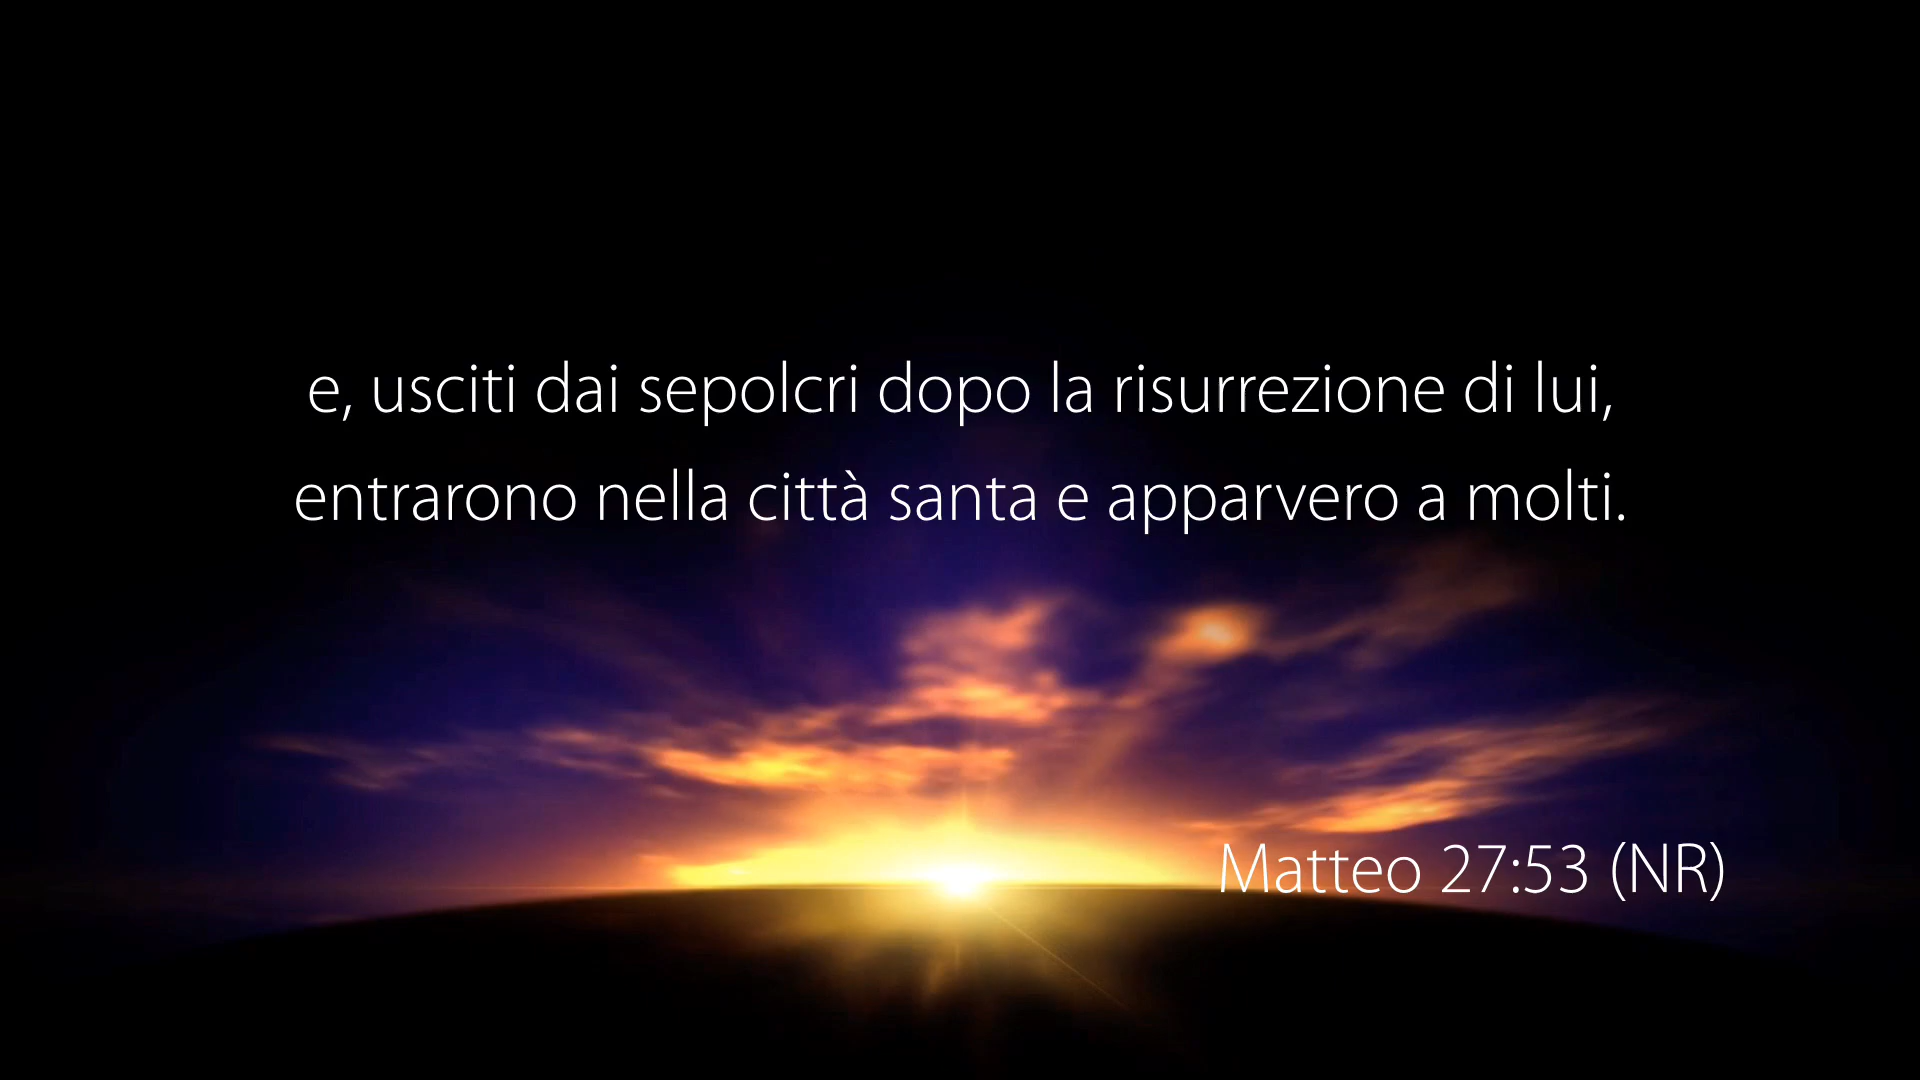 e, usciti dai sepolcri dopo la risurrezione di lui,
entrarono nella città santa e apparvero a molti.
Matteo 27:53 (NR)